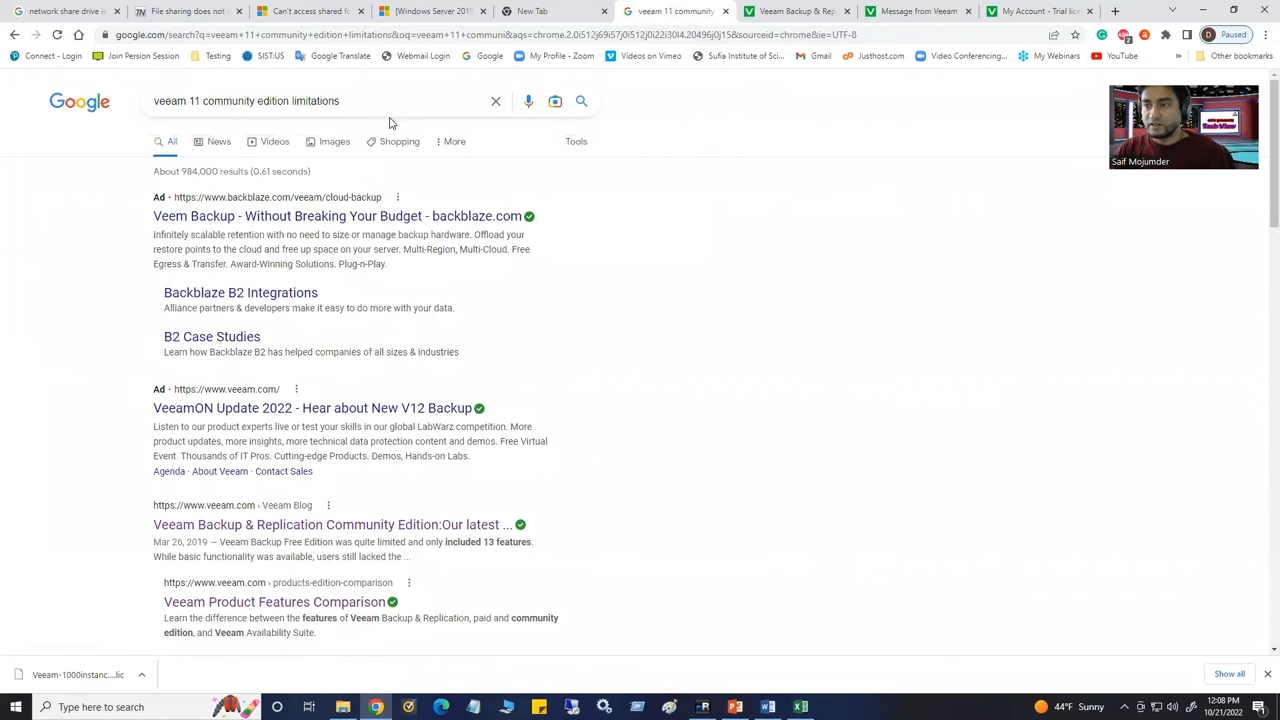 network share drive i
File sharing does not
Can't access shared fo
[Windows Server 2019
New Tab
veeam 11 community
Veeam Backup & Rep
Message from Veeam
My Account - Trial lice
google.com/search?q=veeam+11+community+edition+limitations&oq=veeam+11+communi&aqs=chrome.2.0i512j69i57j0i512j0i22i30l4.20496j0j15&sourceid=chrome&ie=UTF-8
D Paused
Connect - Login
Join Person Session
Testing
SIST:US
Google Translate
Webmail Login
Google
My Profile - Zoom
Videos on Vimeo
Sufia Institute of Sci...
Gmail
Justhost.com
Video Conferencing...
My Webinars
YouTube
Other bookmarks
Google
veeam 11 community edition limitations
All
News
Videos
Images
Shopping
More
Tools
About 984,000 results (0.61 seconds)
Ad · https://www.backblaze.com/veeam/cloud-backup
Veem Backup - Without Breaking Your Budget - backblaze.com
Infinitely scalable retention with no need to size or manage backup hardware. Offload your
restore points to the cloud and free up space on your server. Multi-Region, Multi-Cloud. Free
Egress & Transfer. Award-Winning Solutions. Plug-n-Play.
Backblaze B2 Integrations
Alliance partners & developers make it easy to do more with your data.
B2 Case Studies
Learn how Backblaze B2 has helped companies of all sizes & industries
Ad · https://www.veeam.com/
VeeamON Update 2022 - Hear about New V12 Backup
Listen to our product experts live or test your skills in our global LabWarz competition. More
product updates, more insights, more technical data protection content and demos. Free Virtual
Event. Thousands of IT Pros. Cutting-edge Products. Demos, Hands-on Labs.
Agenda · About Veeam · Contact Sales
https://www.veeam.com › Veeam Blog
Veeam Backup & Replication Community Edition:Our latest ...
Mar 26, 2019 — Veeam Backup Free Edition was quite limited and only included 13 features.
While basic functionality was available, users still lacked the ...
https://www.veeam.com › products-edition-comparison
Veeam Product Features Comparison
Learn the difference between the features of Veeam Backup & Replication, paid and community
edition, and Veeam Availability Suite.
Tech View
Saif Mojumder
Veeam-1000instanc....lic
Show all
Type here to search
44°F Sunny
12:08 PM
10/21/2022